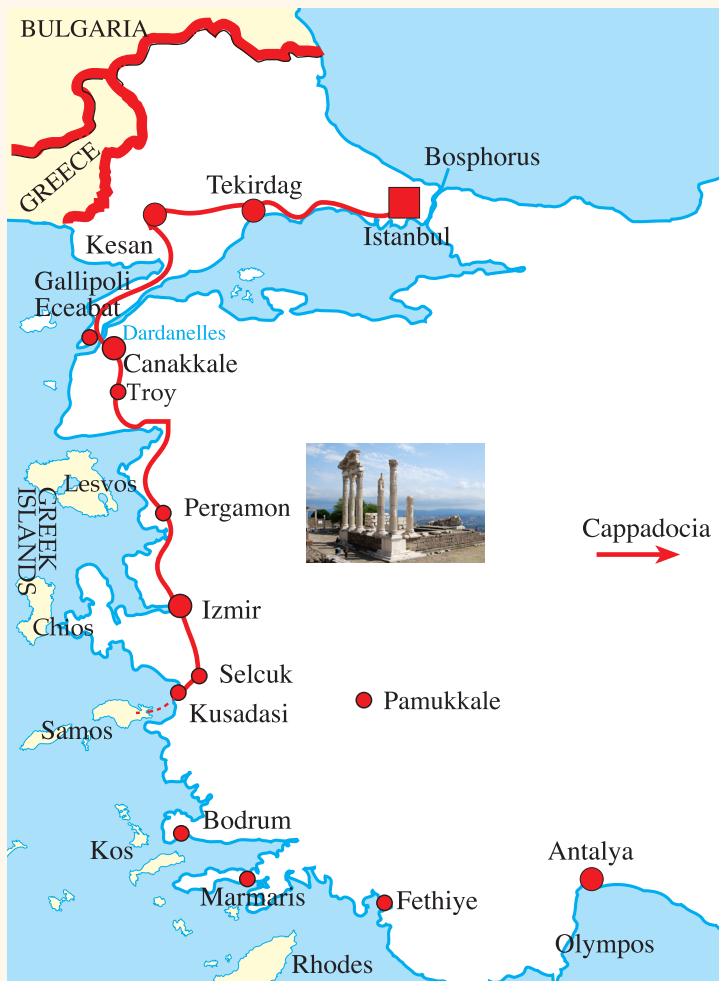 BULGARIA
GREECE
Bosphorus
Tekirdag
Istanbul
Kesan
Gallipoli
Eceabat
Dardanelles
Canakkale
Troy
Lesvos
GREEK
ISLANDS
Pergamon
Cappadocia
Izmir
Chios
Selcuk
Kusadasi
Pamukkale
Samos
Bodrum
Kos
Antalya
Marmaris
Fethiye
Olympos
Rhodes